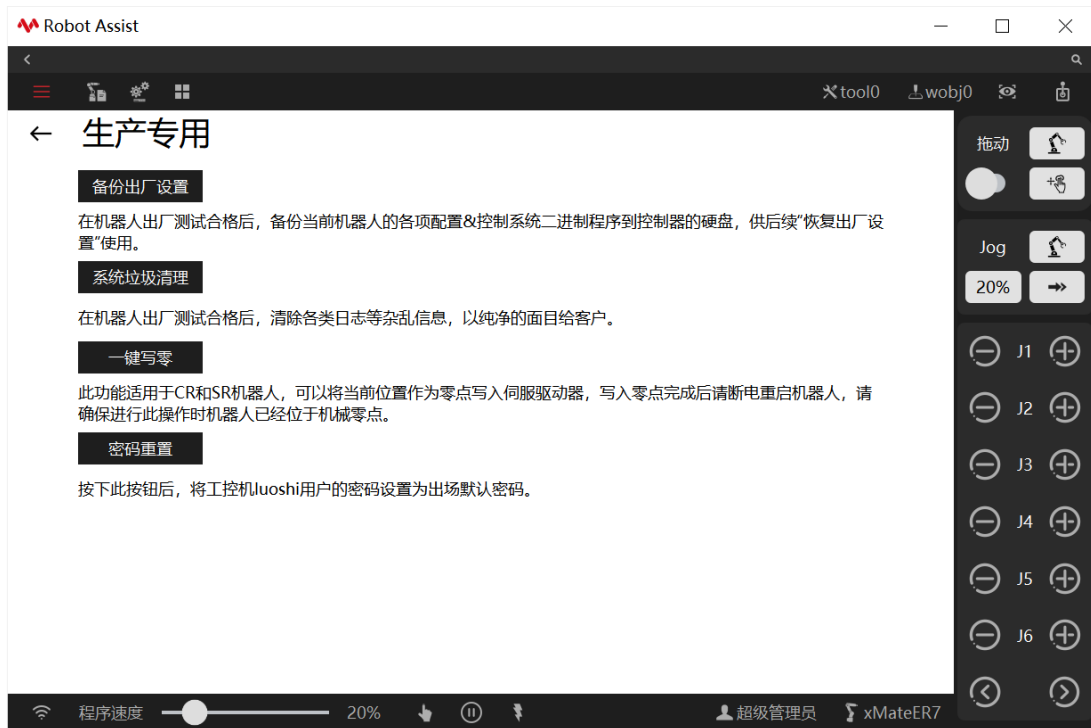 Robot Assist
tool0 wobj0
生产专用
备份出厂设置
在机器人出厂测试合格后，备份当前机器人的各项配置&控制系统二进制程序到控制器的硬盘，供后续“恢复出厂设
置”使用。
系统垃圾清理
在机器人出厂测试合格后，清除各类日志等杂乱信息，以纯净的面目给客户。
一键写零
此功能适用于CR和SR机器人，可以将当前位置作为零点写入伺服驱动器，写入零点完成后请断电重启机器人，请
确保进行此操作时机器人已经位于机械零点。
密码重置
按下此按钮后，将工控机luoshi用户的密码设置为出场默认密码。
拖动
Jog
20%
J1
J2
J3
J4
J5
J6
程序速度 20% 超级管理员 xMateER7